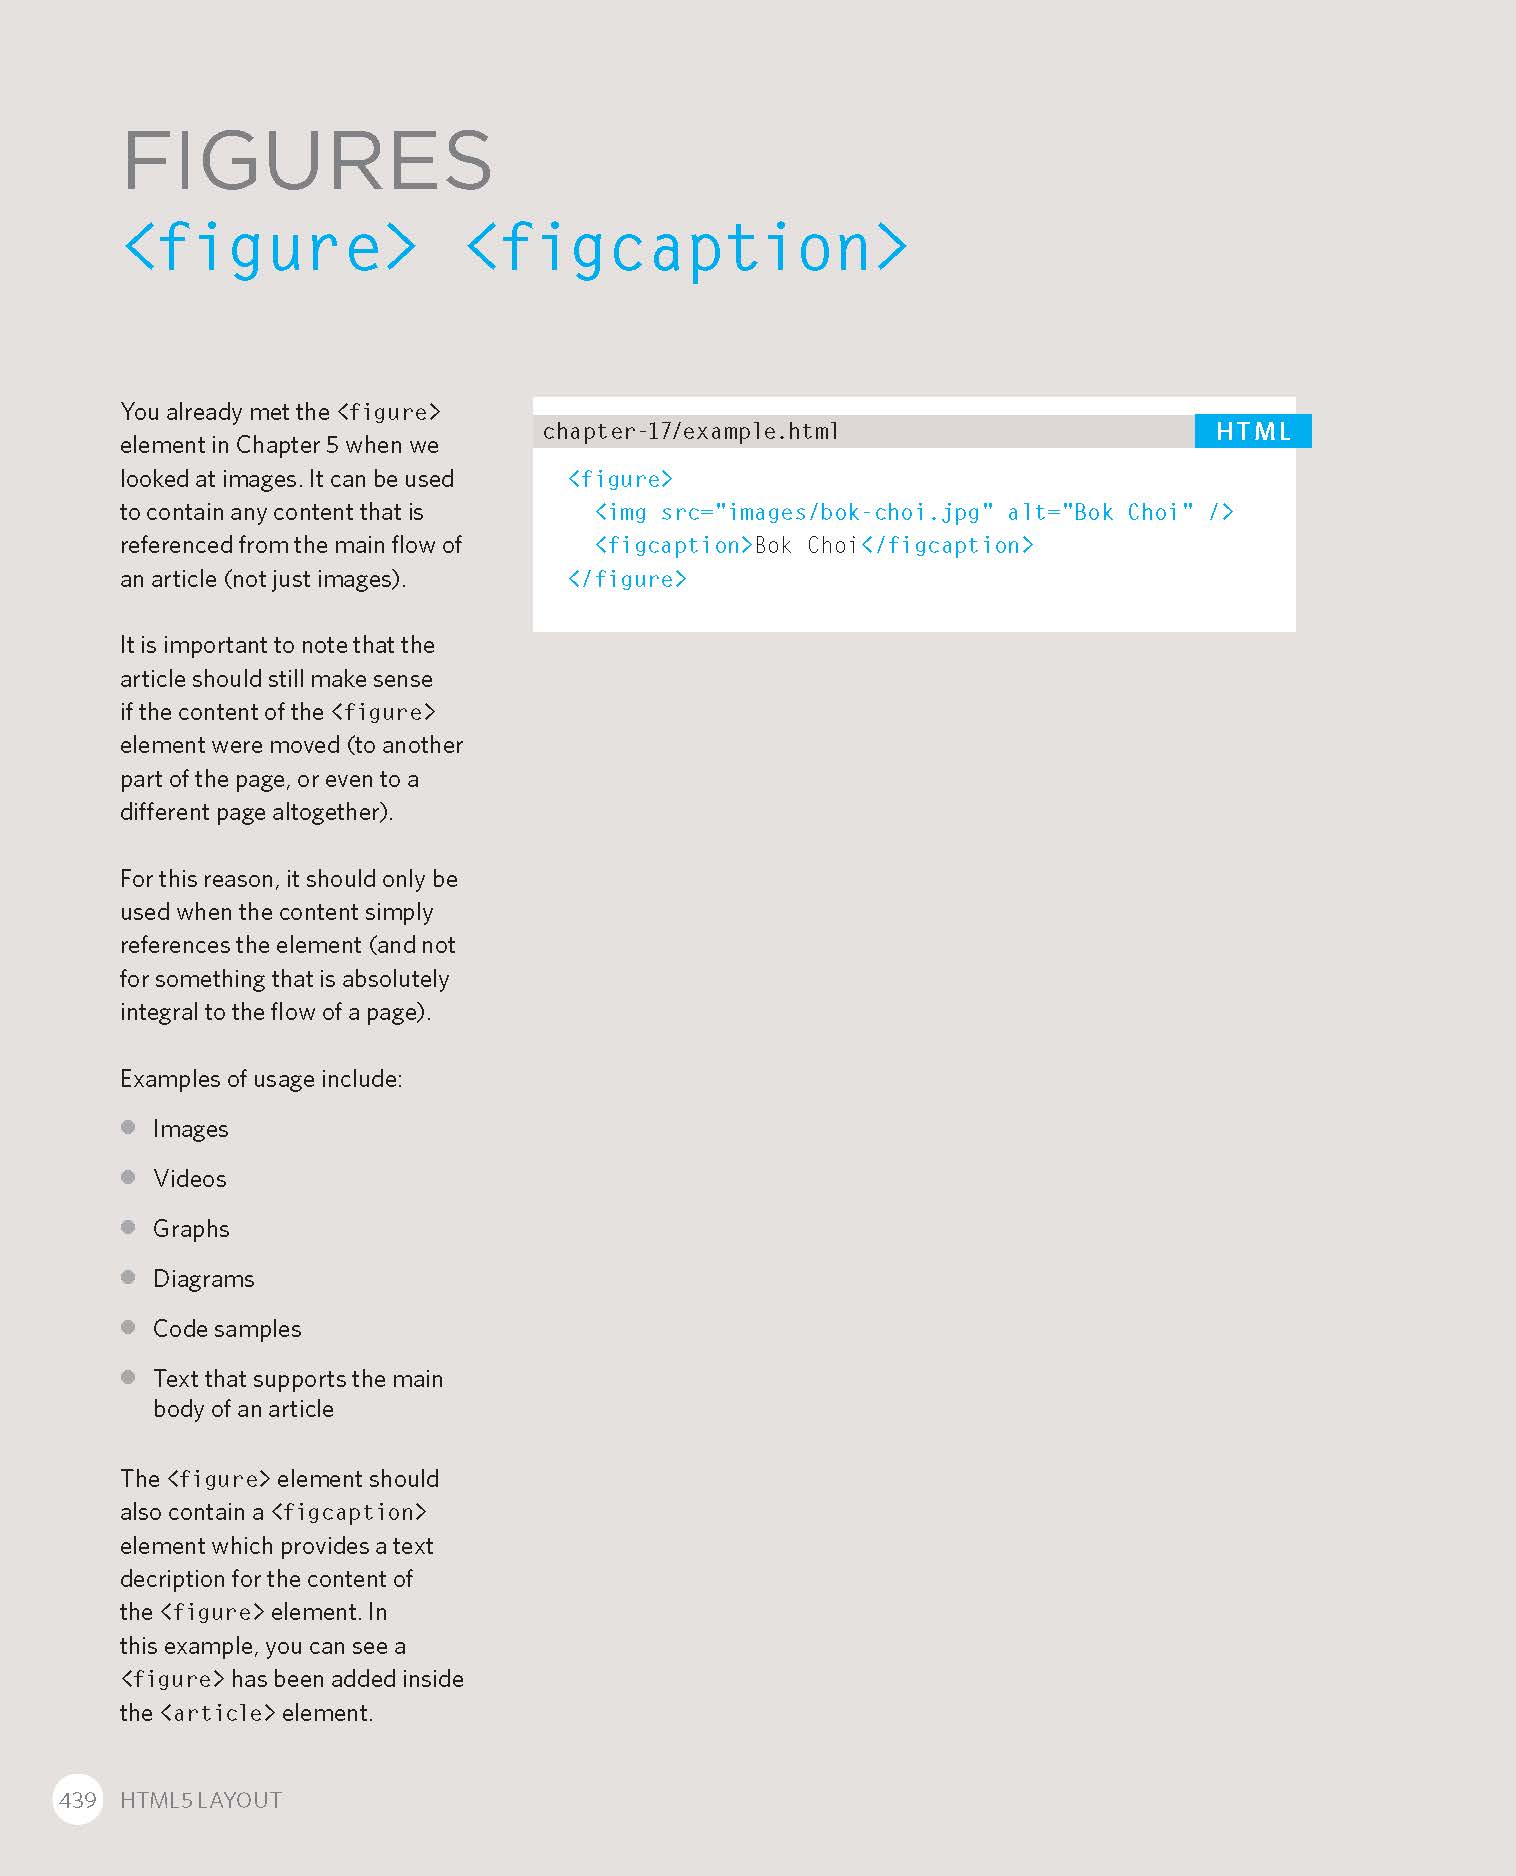 FIGURES
<figure> <figcaption>
You already met the <figure>
element in Chapter 5 when we
looked at images. It can be used
to contain any content that is
referenced from the main flow of
an article (not just images).
It is important to note that the
article should still make sense
if the content of the <figure>
element were moved (to another
part of the page, or even to a
different page altogether).
For this reason, it should only be
used when the content simply
references the element (and not
for something that is absolutely
integral to the flow of a page).
Examples of usage include:
● Images
● Videos
● Graphs
● Diagrams
● Code samples
● Text that supports the main
body of an article
The <figure> element should
also contain a <figcaption>
element which provides a text
decription for the content of
the <figure> element. In
this example, you can see a
<figure> has been added inside
the <article> element.
chapter-17/example.html HTML
<figure>
<img src="images/bok-choi.jpg" alt="Bok Choi" />
<figcaption>Bok Choi</figcaption>
</figure>
439 HTML5 LAYOUT